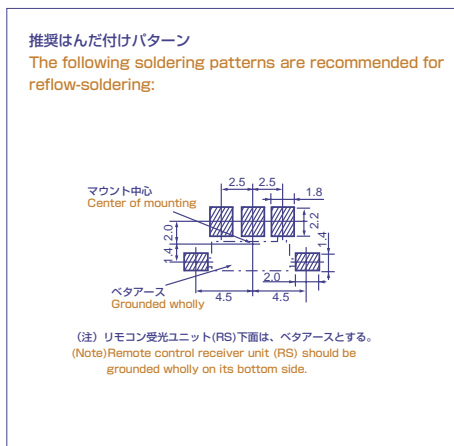 推奨はんだ付けパターン
The following soldering patterns are recommended for
reflow-soldering:
2.5 2.5
1.8
マウント中心
Center of mounting
2.0
2.2
1.4
1.4
2.0
ベタアース
Grounded wholly
4.5 4.5
（注）リモコン受光ユニット(RS)下面は、ベタアースとする。
(Note)Remote control receiver unit (RS) should be
grounded wholly on its bottom side.